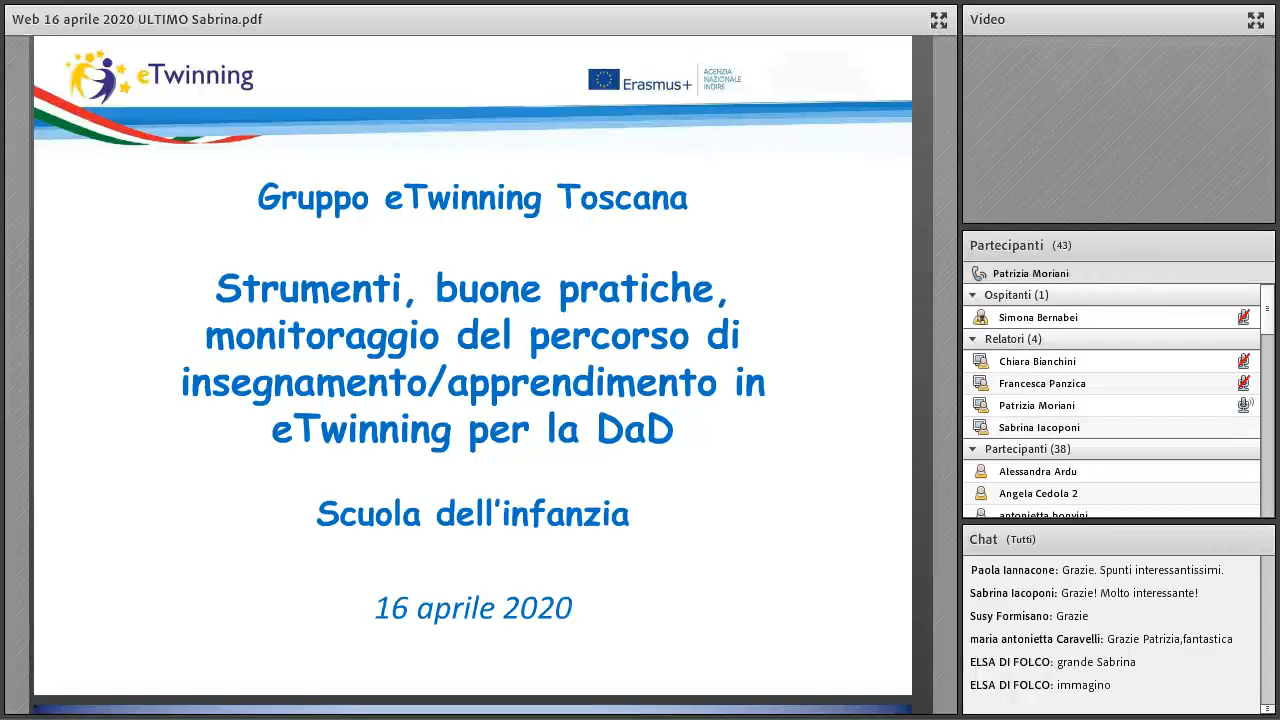 Web 16 aprile 2020 ULTIMO Sabrina.pdf
eTwinning
Erasmus+
AGENZIA
NAZIONALE
INDIRE
Gruppo eTwinning Toscana
Strumenti, buone pratiche,
monitoraggio del percorso di
insegnamento/apprendimento in
eTwinning per la DaD
Scuola dell'infanzia
16 aprile 2020
Video
Partecipanti (43)
Patrizia Moriani
Ospitanti (1)
Simona Bernabei
Relatori (4)
Chiara Bianchini
Francesca Panzica
Patrizia Moriani
Sabrina Iacoponi
Partecipanti (38)
Alessandra Ardu
Angela Cedola 2
antonietta bonvini
Chat (Tutti)
Paola Iannacone: Grazie. Spunti interessantissimi.
Sabrina Iacoponi: Grazie! Molto interessante!
Susy Formisano: Grazie
maria antonietta Caravelli: Grazie Patrizia,fantastica
ELSA DI FOLCO: grande Sabrina
ELSA DI FOLCO: immagino